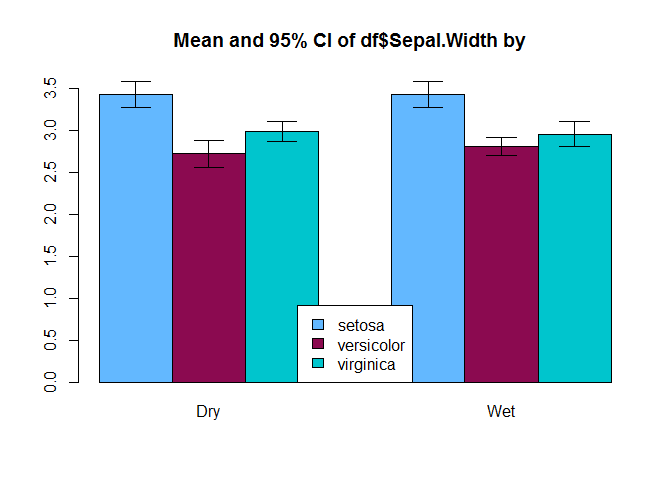 Mean and 95% CI of df$Sepal.Width by
3.5
3.0
2.5
2.0
1.5
1.0
0.5
0.0
setosa
versicolor
virginica
Dry
Wet